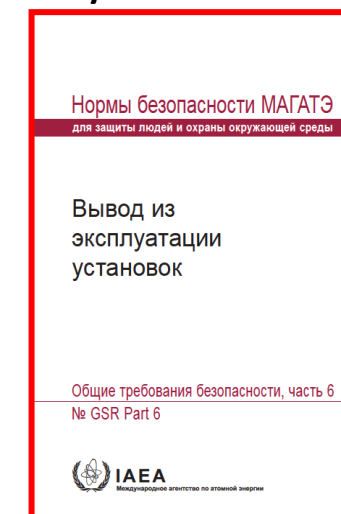 Нормы безопасности МАГАТЭ
для защиты людей и охраны окружающей среды
Вывод из
эксплуатации
установок
Общие требования безопасности, часть 6
№ GSR Part 6
IAEA
Международное агентство по атомной энергии